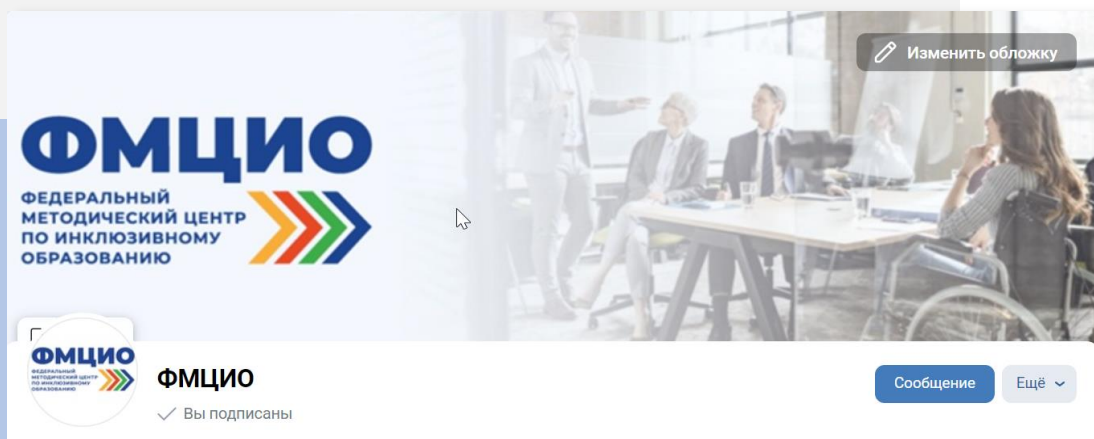 Изменить обложку
ФМЦИО
ФЕДЕРАЛЬНЫЙ
МЕТОДИЧЕСКИЙ ЦЕНТР
ПО ИНКЛЮЗИВНОМУ
ОБРАЗОВАНИЮ
ФМЦИО
ФЕДЕРАЛЬНЫЙ
МЕТОДИЧЕСКИЙ ЦЕНТР
ПО ИНКЛЮЗИВНОМУ
ОБРАЗОВАНИЮ
ФМЦИО
Вы подписаны
Сообщение
Ещё